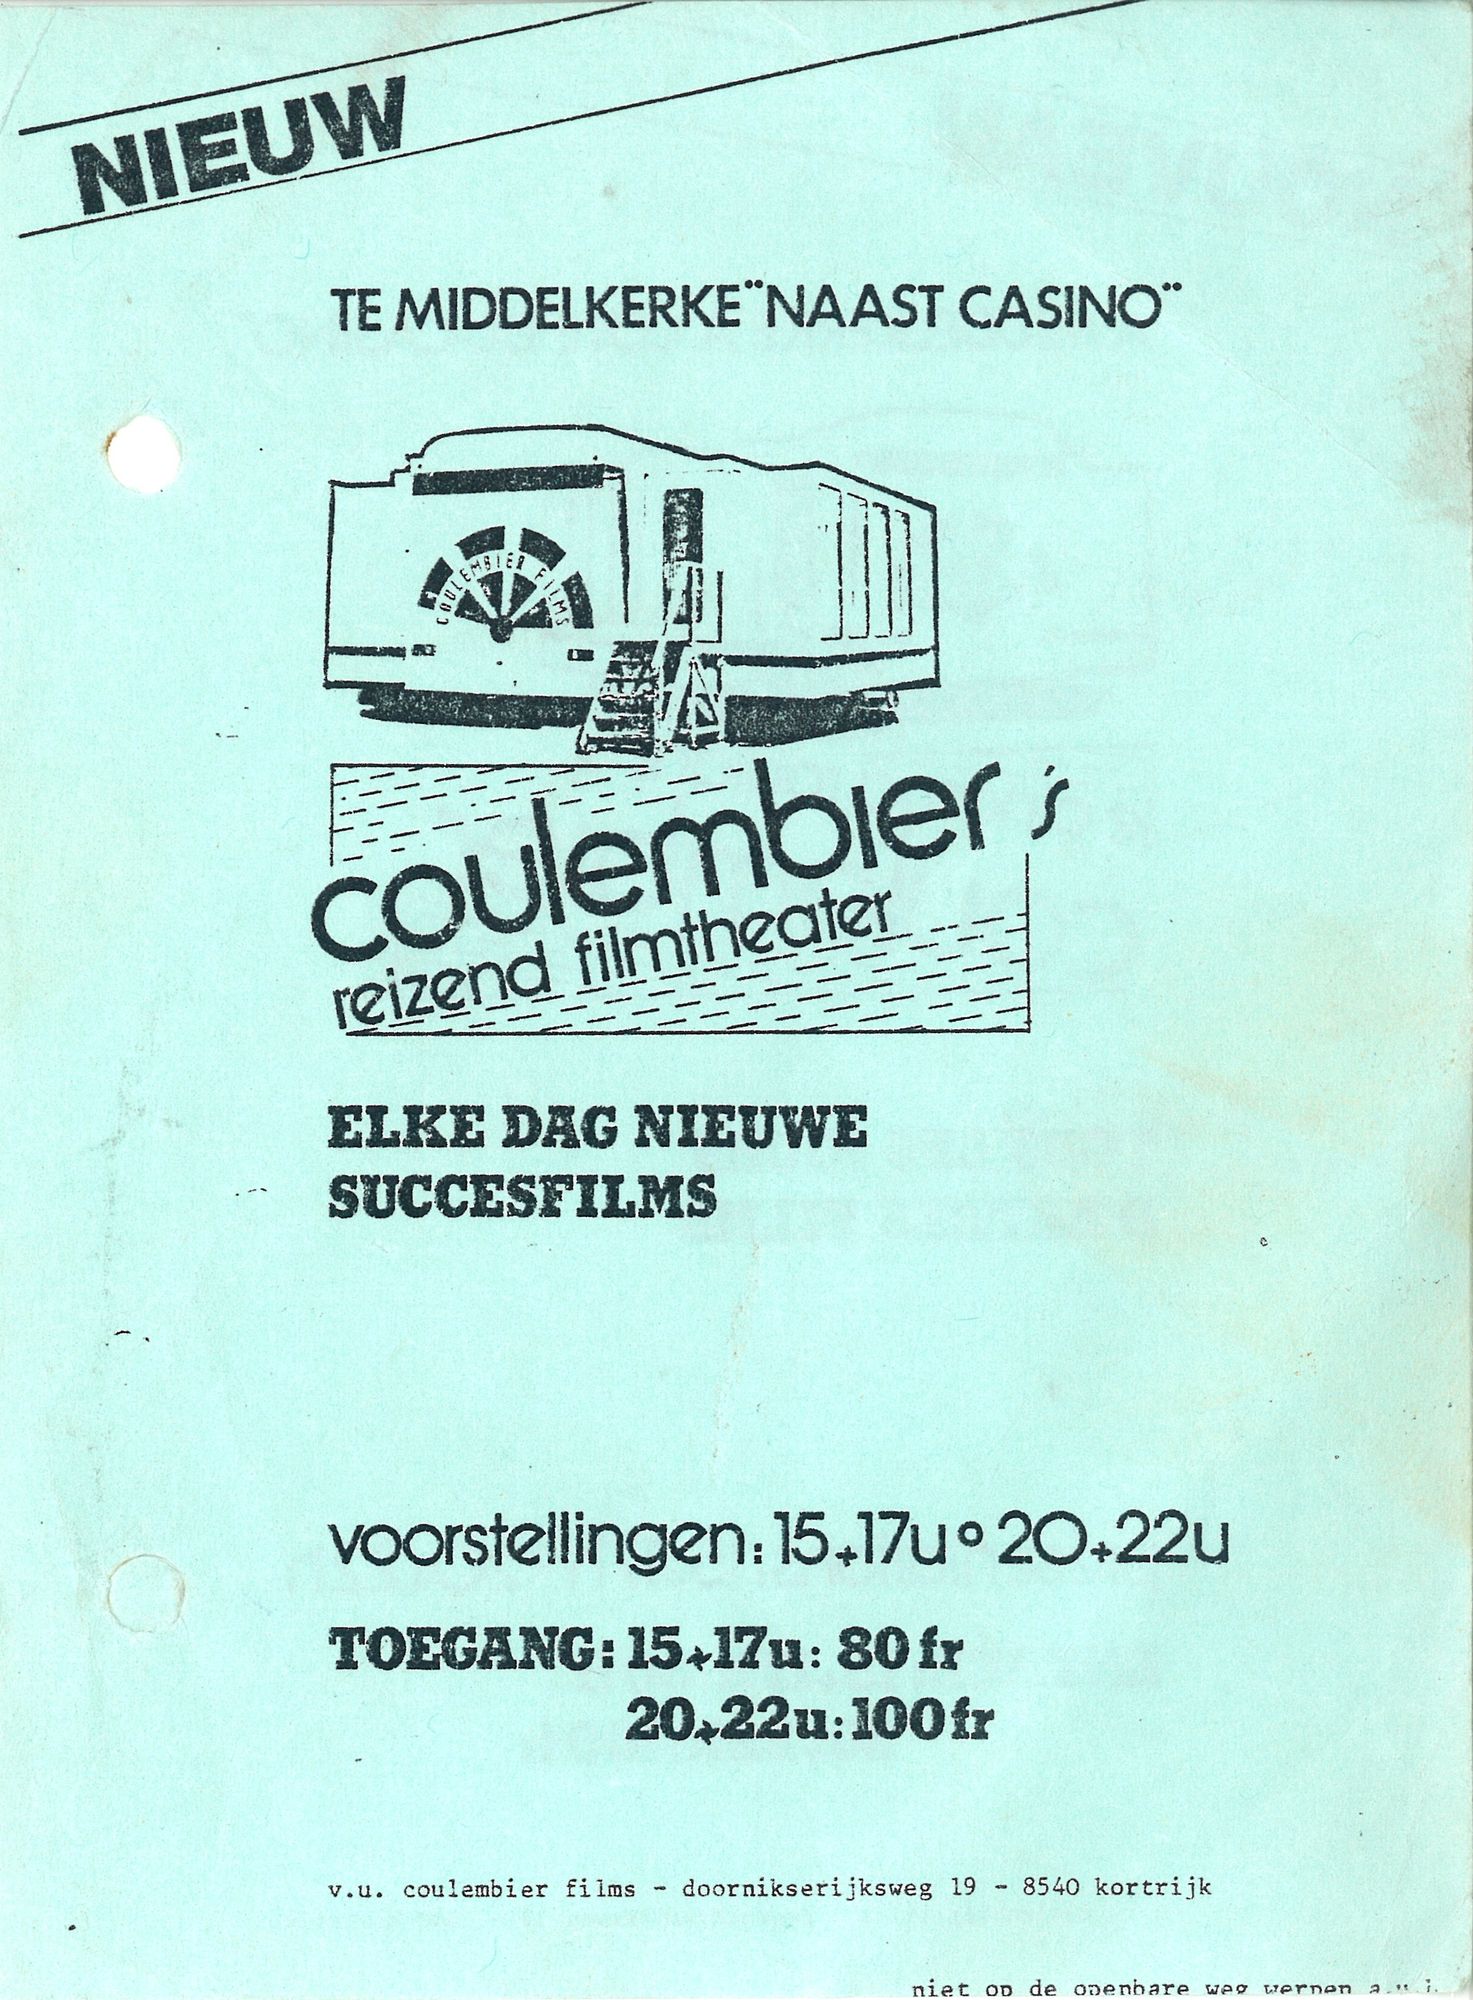 NIEUW
TE MIDDELKERKE "NAAST CASINO"
COULEMBIER FILMS
coulembier's
reizend filmtheater
ELKE DAG NIEUWE
SUCCESFILMS
voorstellingen: 15+17u ° 20+22u
TOEGANG: 15+17u: 80 fr
20+22u: 100 fr
v.u. coulembier films - doornikserijksweg 19 - 8540 kortrijk
niet op de openbare weg werpen a.u.b.